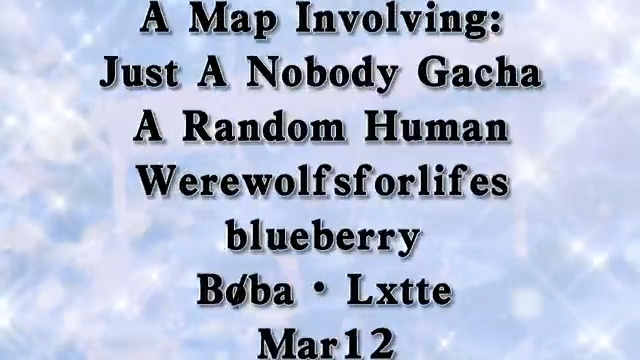 A Map Involving:
Just A Nobody Gacha
A Random Human
Werewolfsforlifes
blueberry
Bøba • Lxtte
Mar12